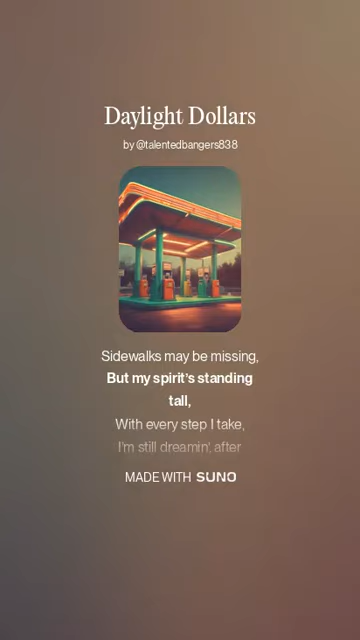 Daylight Dollars
by @talentedbangers838
Sidewalks may be missing,
But my spirit's standing
tall,
With every step I take,
I'm still dreamin', after
MADE WITH SUNO